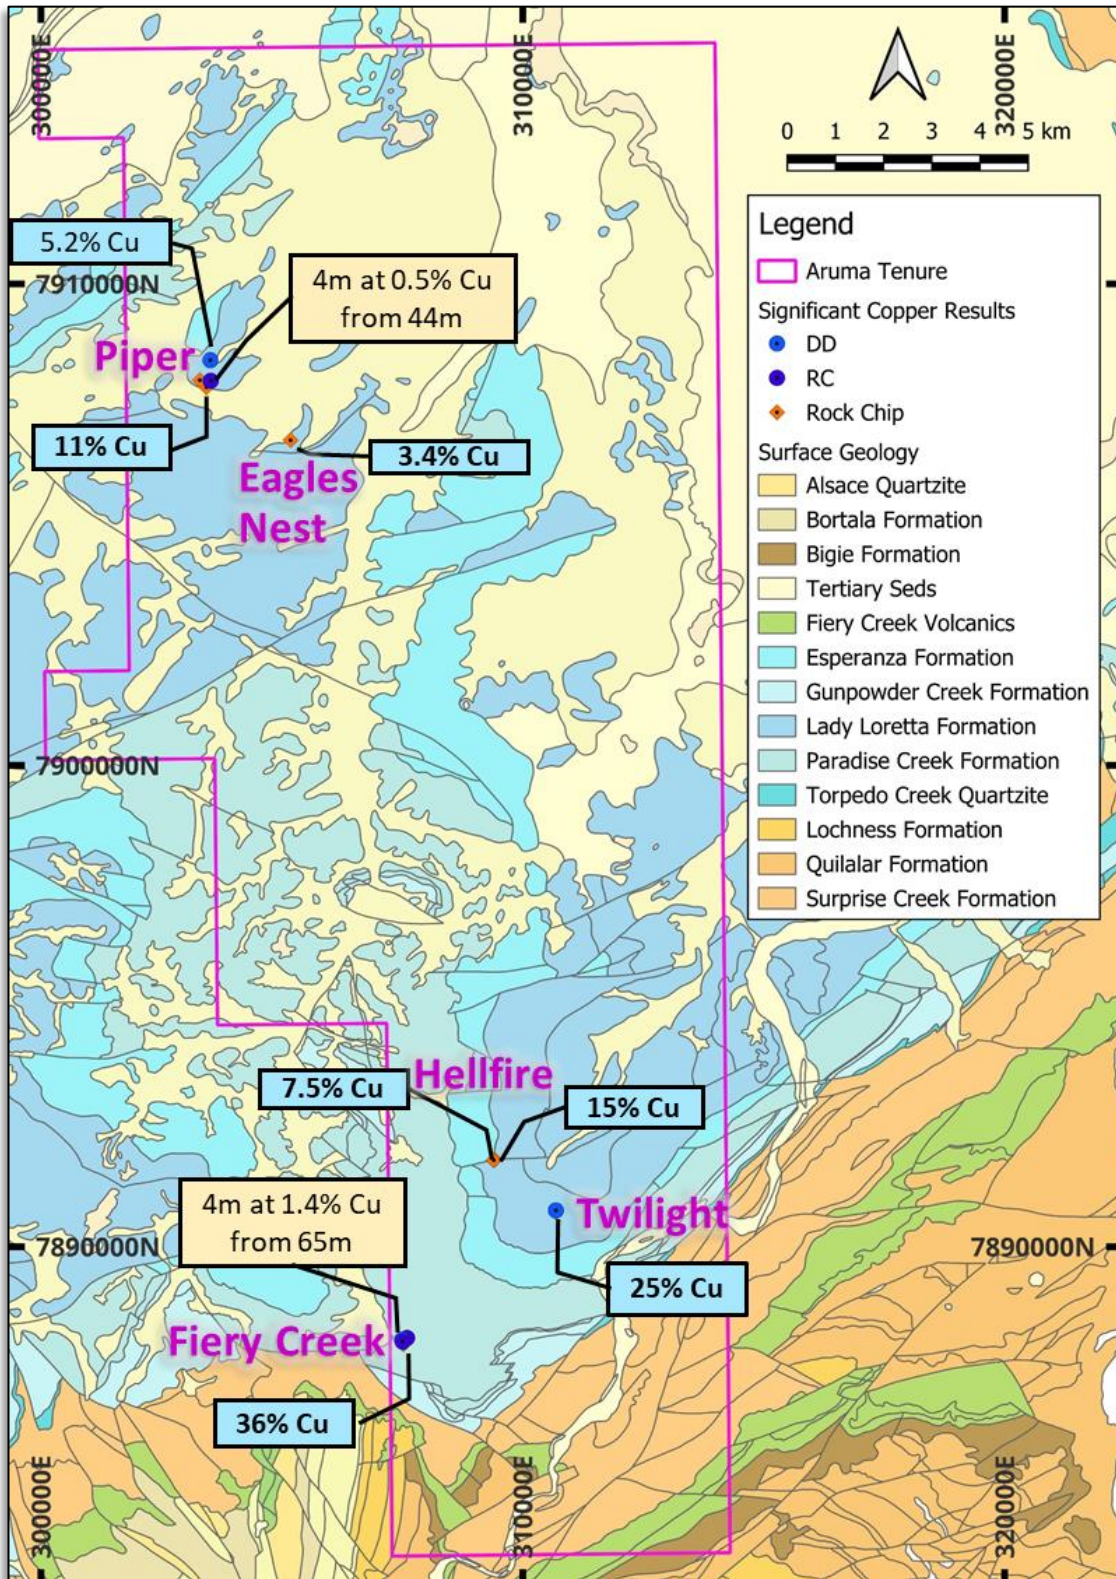 300000E
310000E
320000E
0 1 2 3 4 5 km
5.2% Cu
7910000N
4m at 0.5% Cu
from 44m
Piper
11% Cu
3.4% Cu
Eagles
Nest
Legend
Aruma Tenure
Significant Copper Results
DD
RC
Rock Chip
Surface Geology
Alsace Quartzite
Bortala Formation
Bigie Formation
Tertiary Seds
Fiery Creek Volcanics
Esperanza Formation
Gunpowder Creek Formation
Lady Loretta Formation
Paradise Creek Formation
Torpedo Creek Quartzite
Lochness Formation
Quilalar Formation
Surprise Creek Formation
7900000N
Hellfire
7.5% Cu
15% Cu
4m at 1.4% Cu
from 65m
Twilight
7890000N
7890000N
25% Cu
Fiery Creek
36% Cu
300000E
310000E
320000E